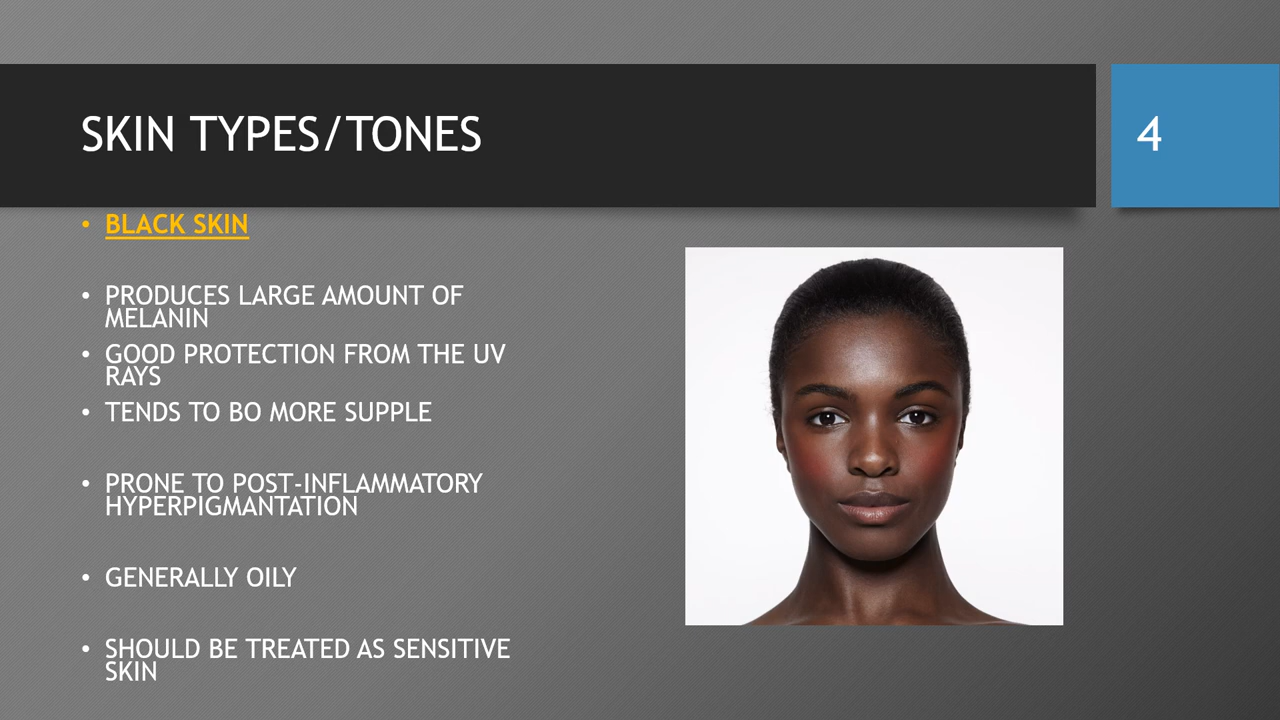 SKIN TYPES/TONES
4
• BLACK SKIN
• PRODUCES LARGE AMOUNT OF
MELANIN
• GOOD PROTECTION FROM THE UV
RAYS
• TENDS TO BO MORE SUPPLE
• PRONE TO POST-INFLAMMATORY
HYPERPIGMANTATION
• GENERALLY OILY
• SHOULD BE TREATED AS SENSITIVE
SKIN